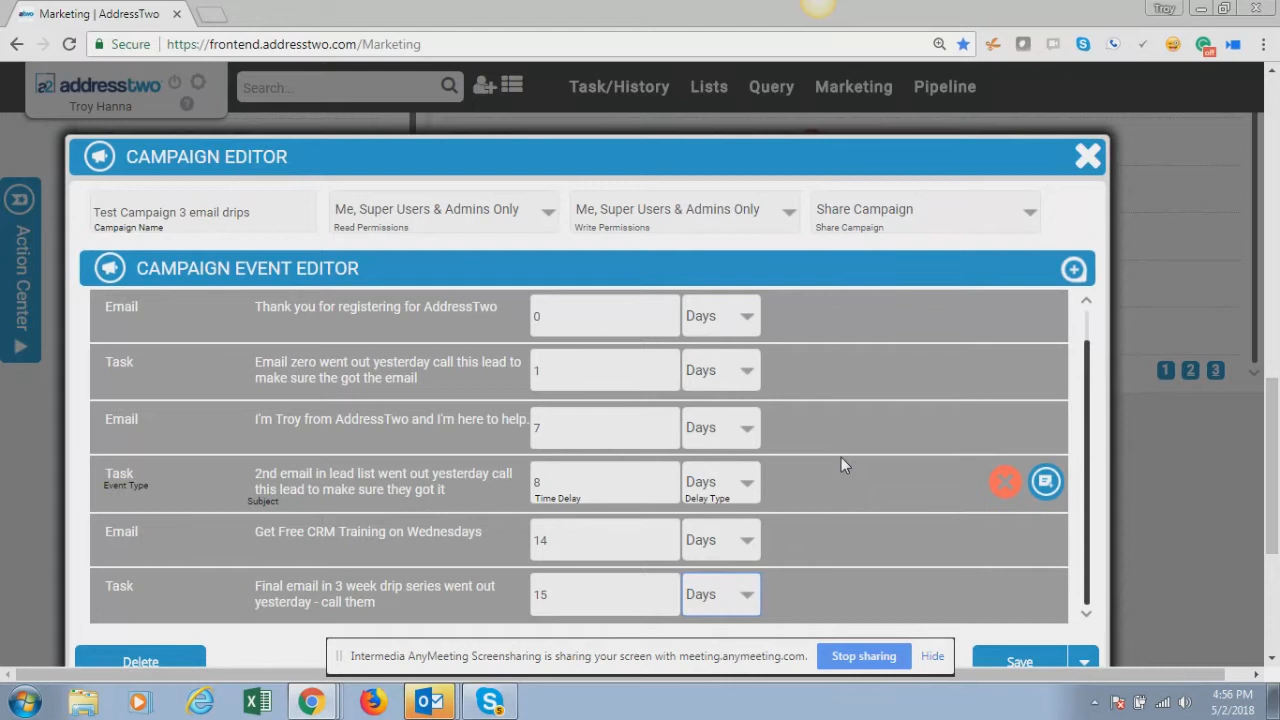 Marketing | AddressTwo
Troy
Secure
https://frontend.addresstwo.com/Marketing
off
a2 addresstwo
Troy Hanna
Search...
Task/History
Lists
Query
Marketing
Pipeline
Action Center
CAMPAIGN EDITOR
Test Campaign 3 email drips
Campaign Name
Me, Super Users & Admins Only
Read Permissions
Me, Super Users & Admins Only
Write Permissions
Share Campaign
Share Campaign
CAMPAIGN EVENT EDITOR
Email
Thank you for registering for AddressTwo
0
Days
Task
Email zero went out yesterday call this lead to
make sure the got the email
1
Days
Email
I'm Troy from AddressTwo and I'm here to help.
7
Days
Task
Event Type
2nd email in lead list went out yesterday call
this lead to make sure they got it
Subject
8
Time Delay
Days
Delay Type
Email
Get Free CRM Training on Wednesdays
14
Days
Task
Final email in 3 week drip series went out
yesterday - call them
15
Days
1 2 3
Delete
Intermedia AnyMeeting Screensharing is sharing your screen with meeting.anymeeting.com.
Stop sharing
Hide
Save
4:56 PM
5/2/2018